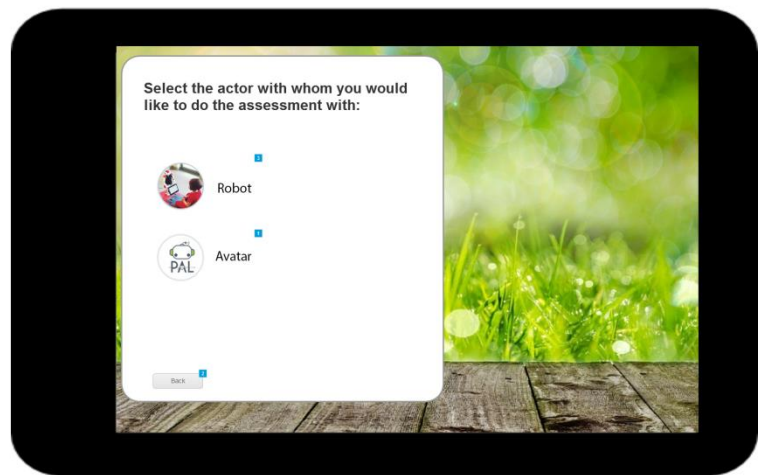 Select the actor with whom you would
like to do the assessment with:
Robot
PAL
Avatar
Back